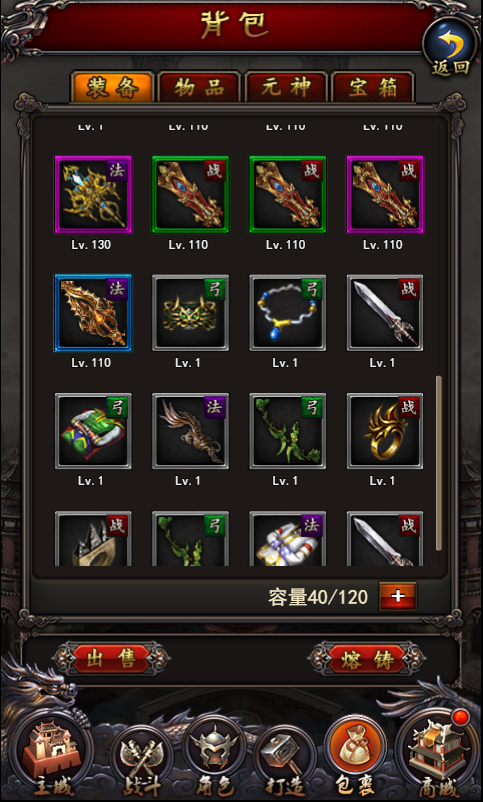 背包
返回
装备 物品 元神 宝箱
Lv. 1 Lv. 110 Lv. 110 Lv. 110
法 战 战 战
Lv. 130 Lv. 110 Lv. 110 Lv. 110
法 弓 弓 战
Lv. 110 Lv. 1 Lv. 1 Lv. 1
弓 法 弓 战
Lv. 1 Lv. 1 Lv. 1 Lv. 1
战 弓 法 战
容量40/120 +
出售 熔铸
主城 战斗 角色 打造 包裹 商城